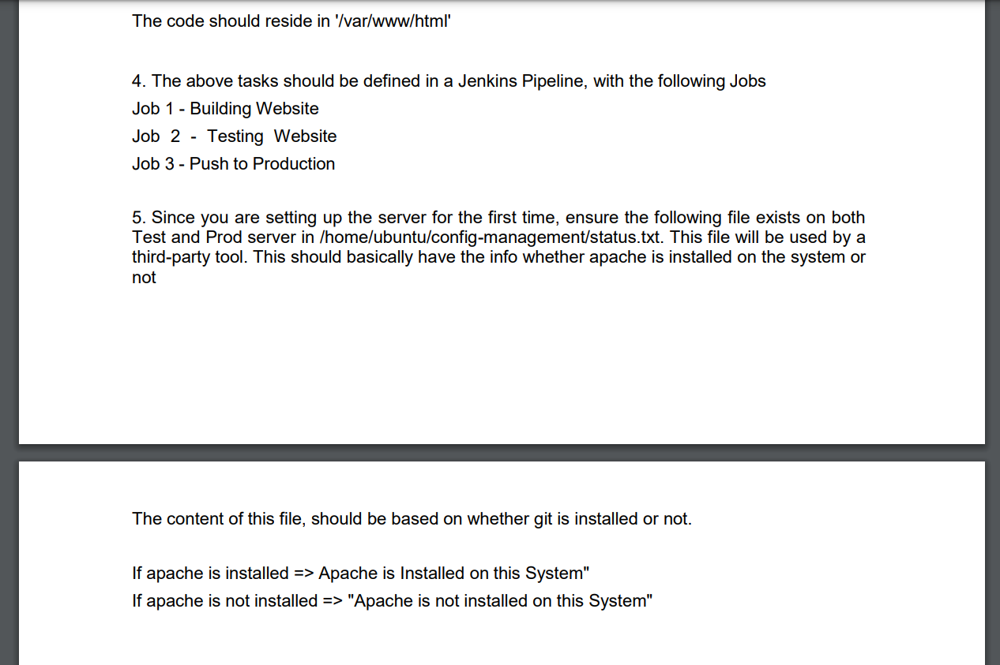 The code should reside in '/var/www/html'
4. The above tasks should be defined in a Jenkins Pipeline, with the following Jobs
Job 1 - Building Website
Job 2 - Testing Website
Job 3 - Push to Production
5. Since you are setting up the server for the first time, ensure the following file exists on both
Test and Prod server in /home/ubuntu/config-management/status.txt. This file will be used by a
third-party tool. This should basically have the info whether apache is installed on the system or
not
The content of this file, should be based on whether git is installed or not.
If apache is installed => Apache is Installed on this System"
If apache is not installed => "Apache is not installed on this System"